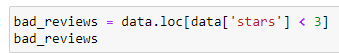 bad_reviews = data.loc[data['stars'] < 3]
bad_reviews